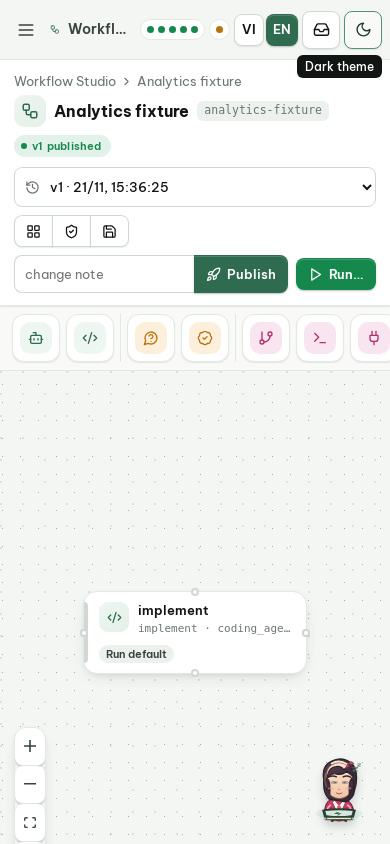 Workfl...
VI
EN
Dark theme
Workflow Studio > Analytics fixture
Analytics fixture
analytics-fixture
v1 published
v1 · 21/11, 15:36:25
change note
Publish
Run...
implement
implement · coding_age…
Run default